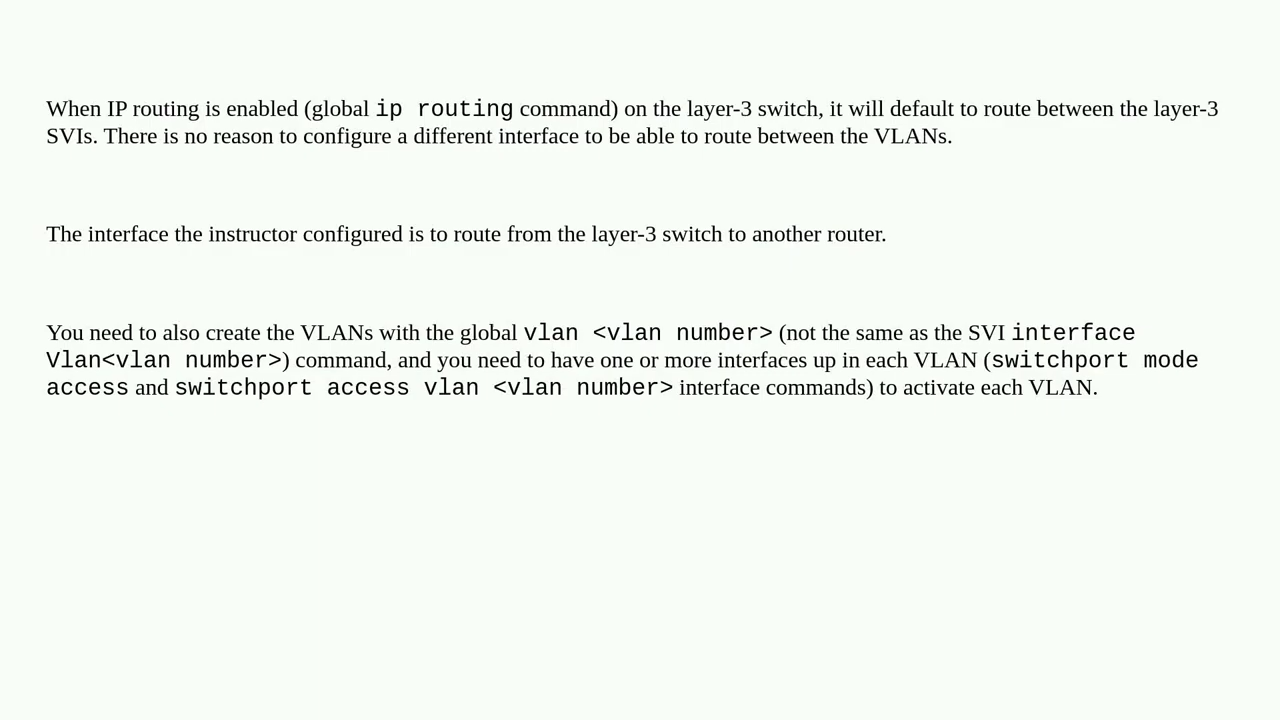 When IP routing is enabled (global ip routing command) on the layer-3 switch, it will default to route between the layer-3
SVIs. There is no reason to configure a different interface to be able to route between the VLANs.
The interface the instructor configured is to route from the layer-3 switch to another router.
You need to also create the VLANs with the global vlan <vlan number> (not the same as the SVI interface
Vlan<vlan number>) command, and you need to have one or more interfaces up in each VLAN (switchport mode
access and switchport access vlan <vlan number> interface commands) to activate each VLAN.